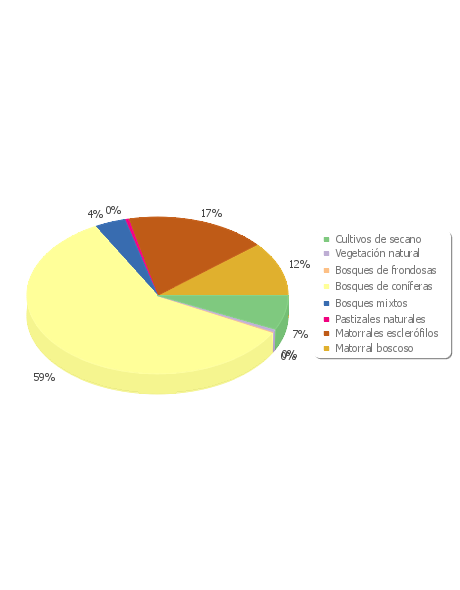 4%
0%
17%
12%
7%
0%
0%
59%
Cultivos de secano
Vegetación natural
Bosques de frondosas
Bosques de coníferas
Bosques mixtos
Pastizales naturales
Matorrales esclerófilos
Matorral boscoso